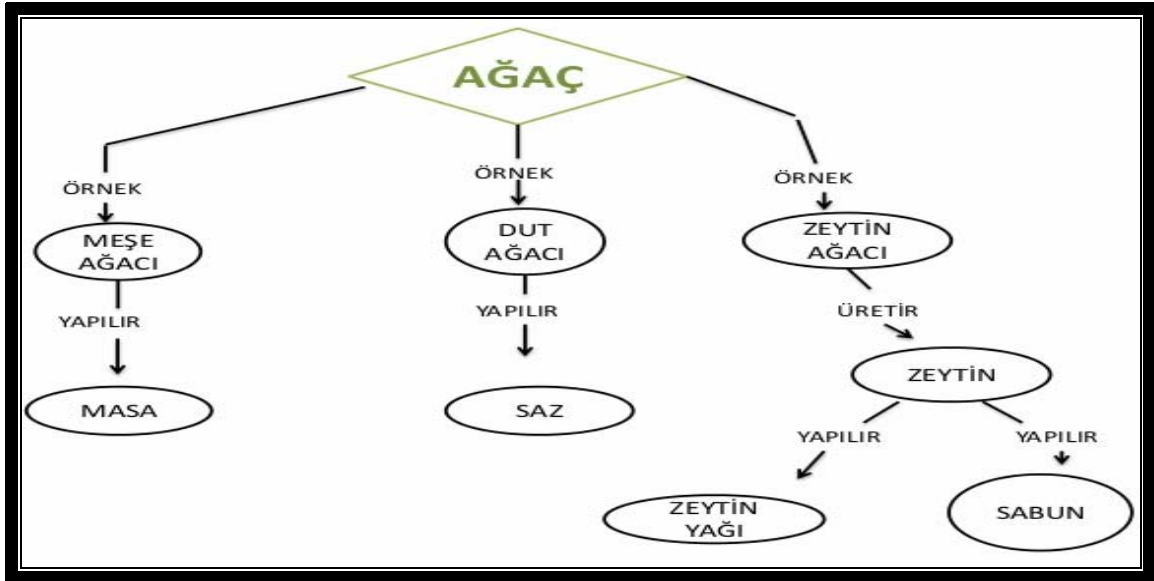 AĞAÇ
ÖRNEK
ÖRNEK
ÖRNEK
MEŞE
AĞACI
DUT
AĞACI
ZEYTİN
AĞACI
YAPILIR
YAPILIR
ÜRETİR
MASA
SAZ
ZEYTİN
YAPILIR
YAPILIR
ZEYTİN
YAĞI
SABUN